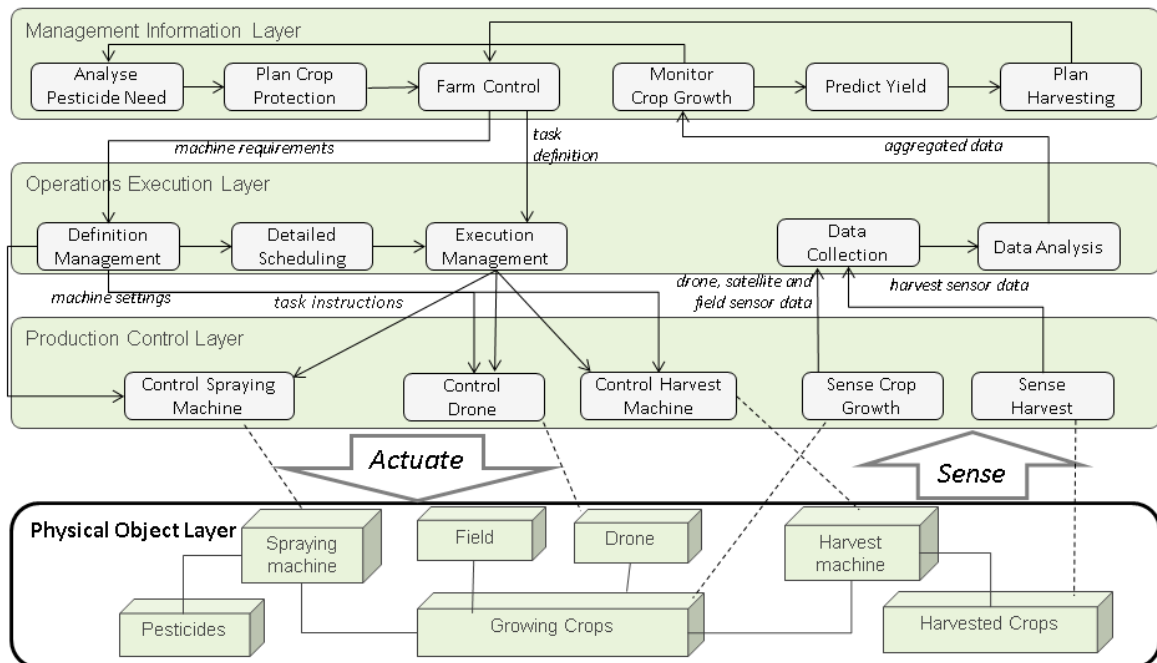 Management Information Layer
Analyse
Pesticide Need
Plan Crop
Protection
Farm Control
Monitor
Crop Growth
Predict Yield
Plan
Harvesting
machine requirements
task
definition
aggregated data
Operations Execution Layer
Definition
Management
Detailed
Scheduling
Execution
Management
Data
Collection
Data Analysis
machine settings
task instructions
drone, satellite and
field sensor data
harvest sensor data
Production Control Layer
Control Spraying
Machine
Control
Drone
Control Harvest
Machine
Sense Crop
Growth
Sense
Harvest
Actuate
Sense
Physical Object Layer
Spraying
machine
Field
Drone
Harvest
machine
Pesticides
Growing Crops
Harvested Crops